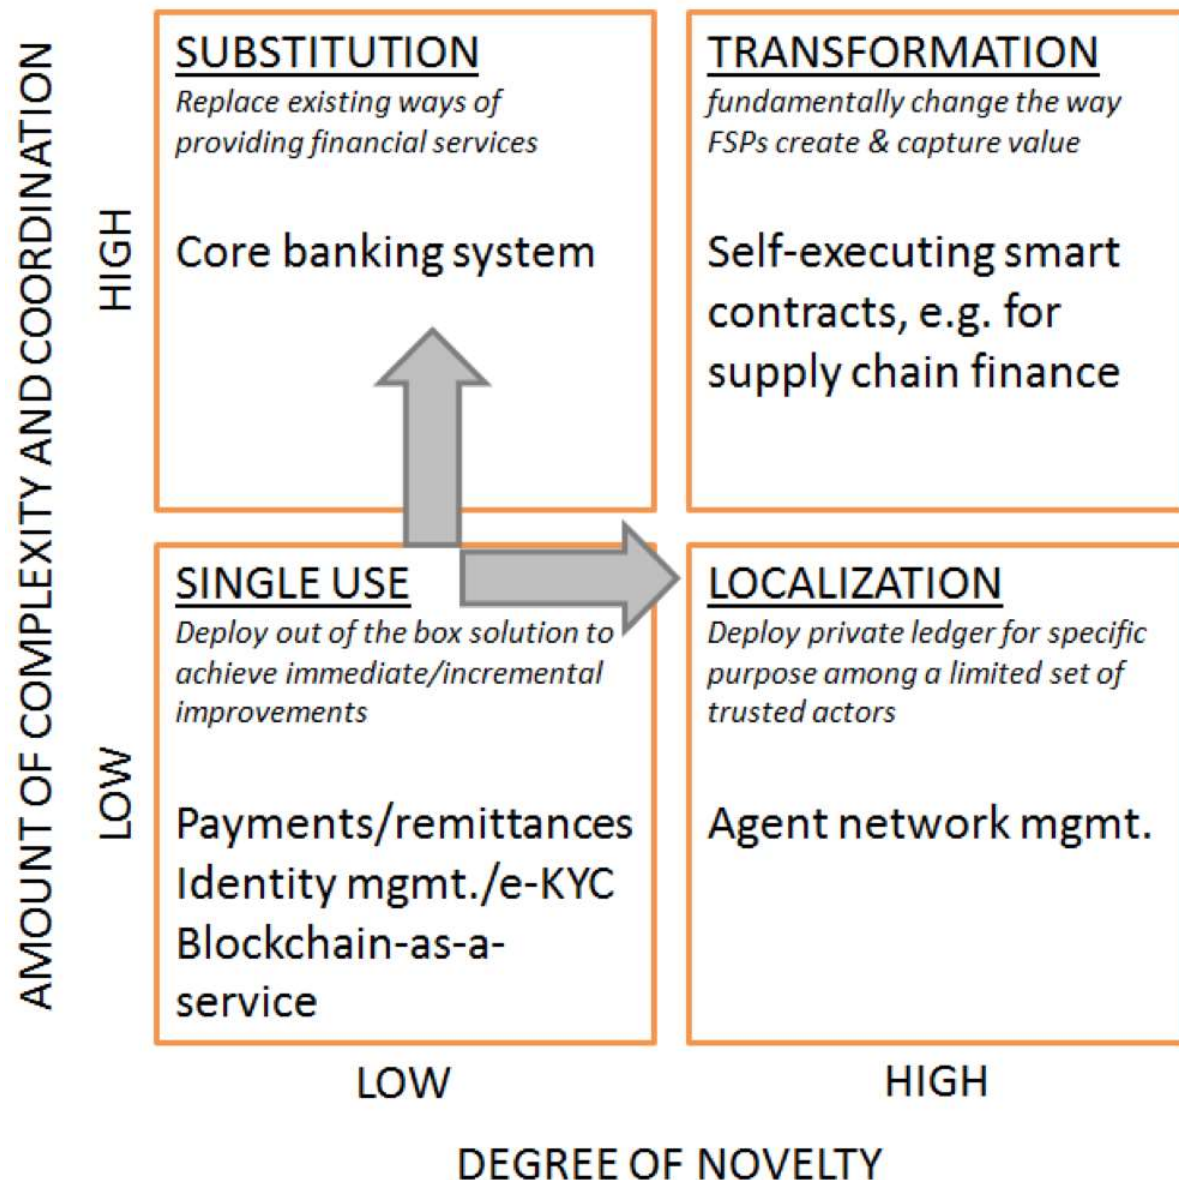 AMOUNT OF COMPLEXITY AND COORDINATION
HIGH
SUBSTITUTION
Replace existing ways of
providing financial services
Core banking system
TRANSFORMATION
fundamentally change the way
FSPs create & capture value
Self-executing smart
contracts, e.g. for
supply chain finance
LOW
SINGLE USE
Deploy out of the box solution to
achieve immediate/incremental
improvements
Payments/remittances
Identity mgmt./e-KYC
Blockchain-as-a-
service
LOCALIZATION
Deploy private ledger for specific
purpose among a limited set of
trusted actors
Agent network mgmt.
LOW
HIGH
DEGREE OF NOVELTY